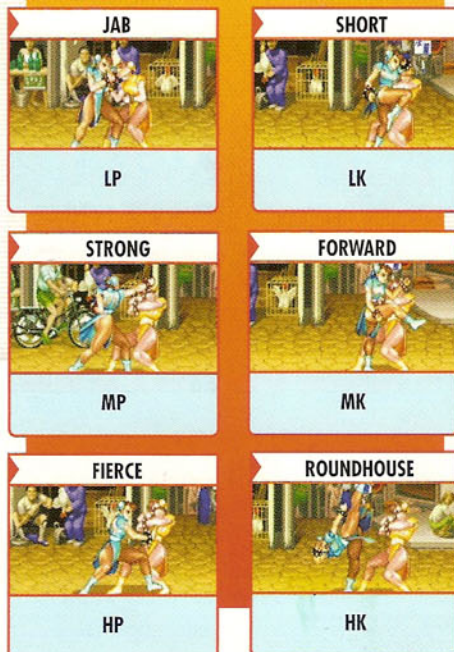 JAB
SHORT
LP
LK
STRONG
FORWARD
MP
MK
FIERCE
ROUNDHOUSE
HP
HK